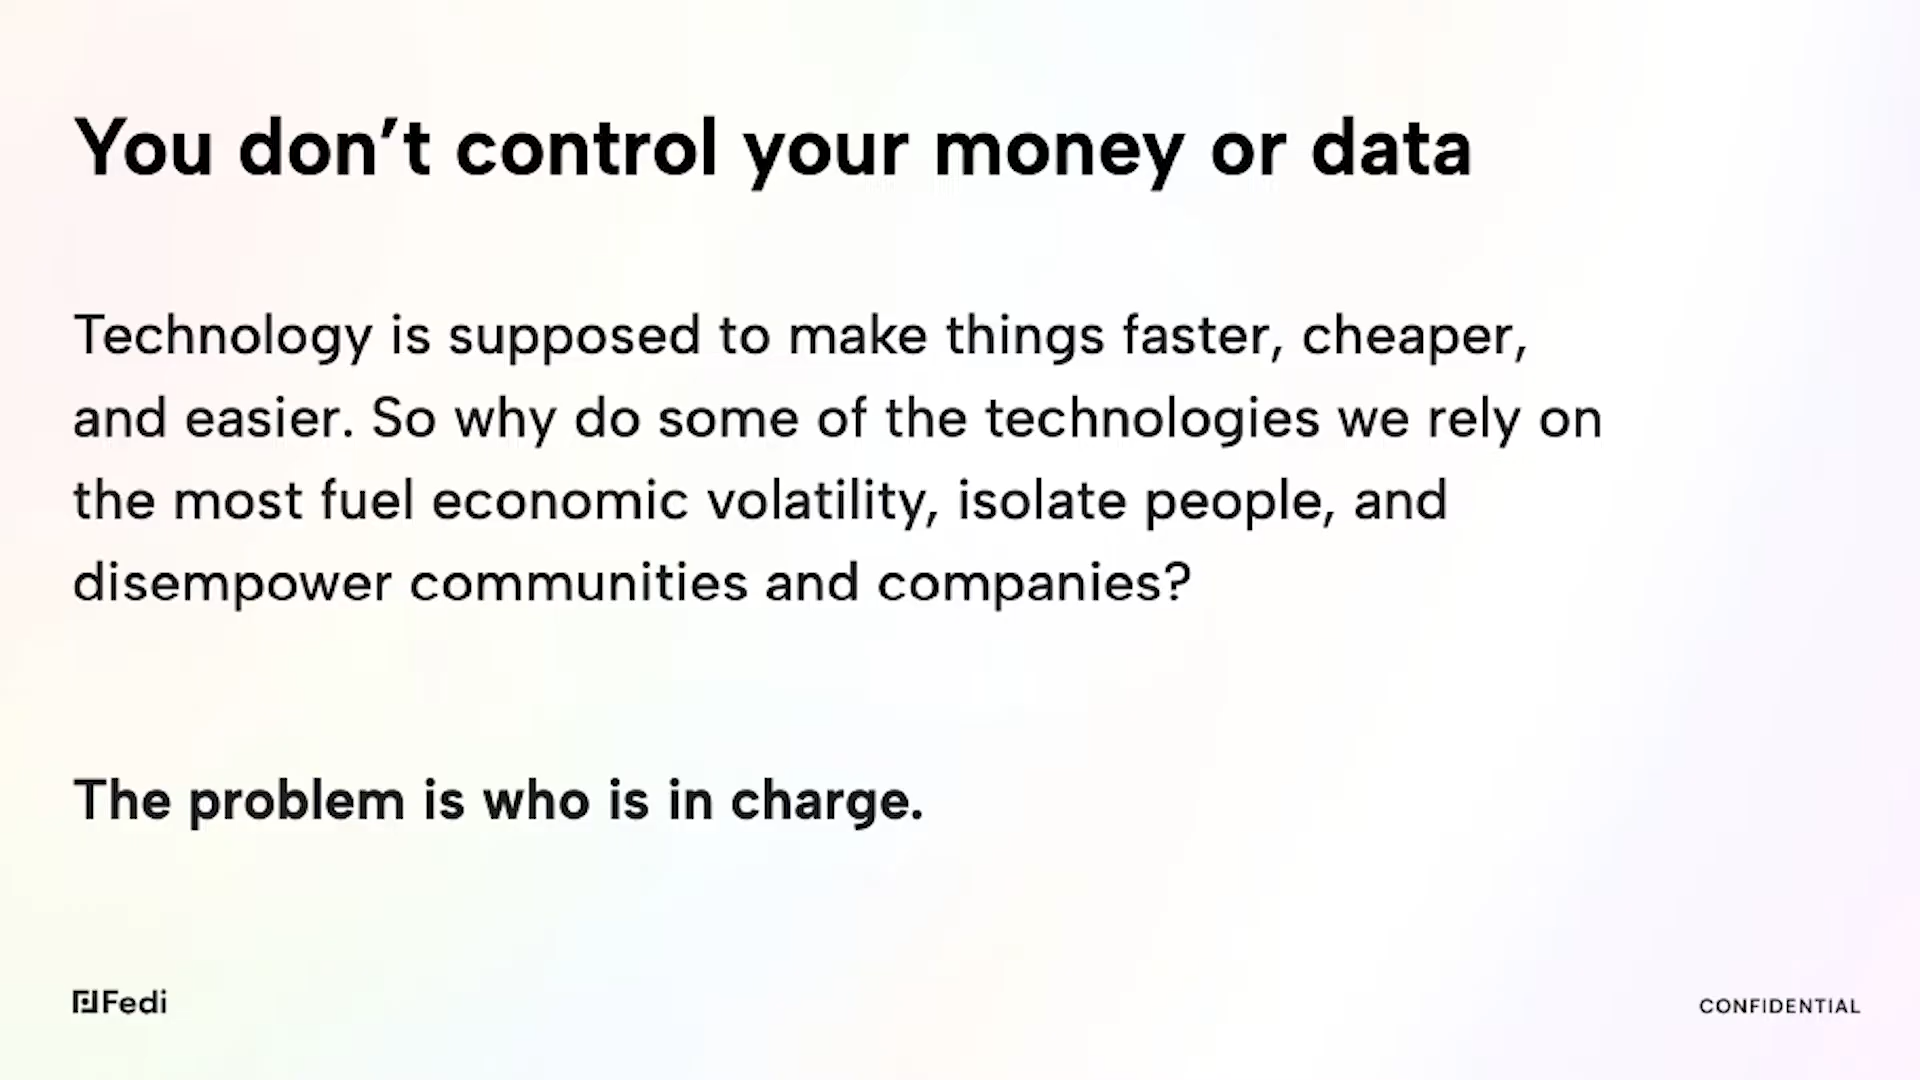 You don’t control your money or data
Technology is supposed to make things faster, cheaper,
and easier. So why do some of the technologies we rely on
the most fuel economic volatility, isolate people, and
disempower communities and companies?
The problem is who is in charge.
Fedi
CONFIDENTIAL